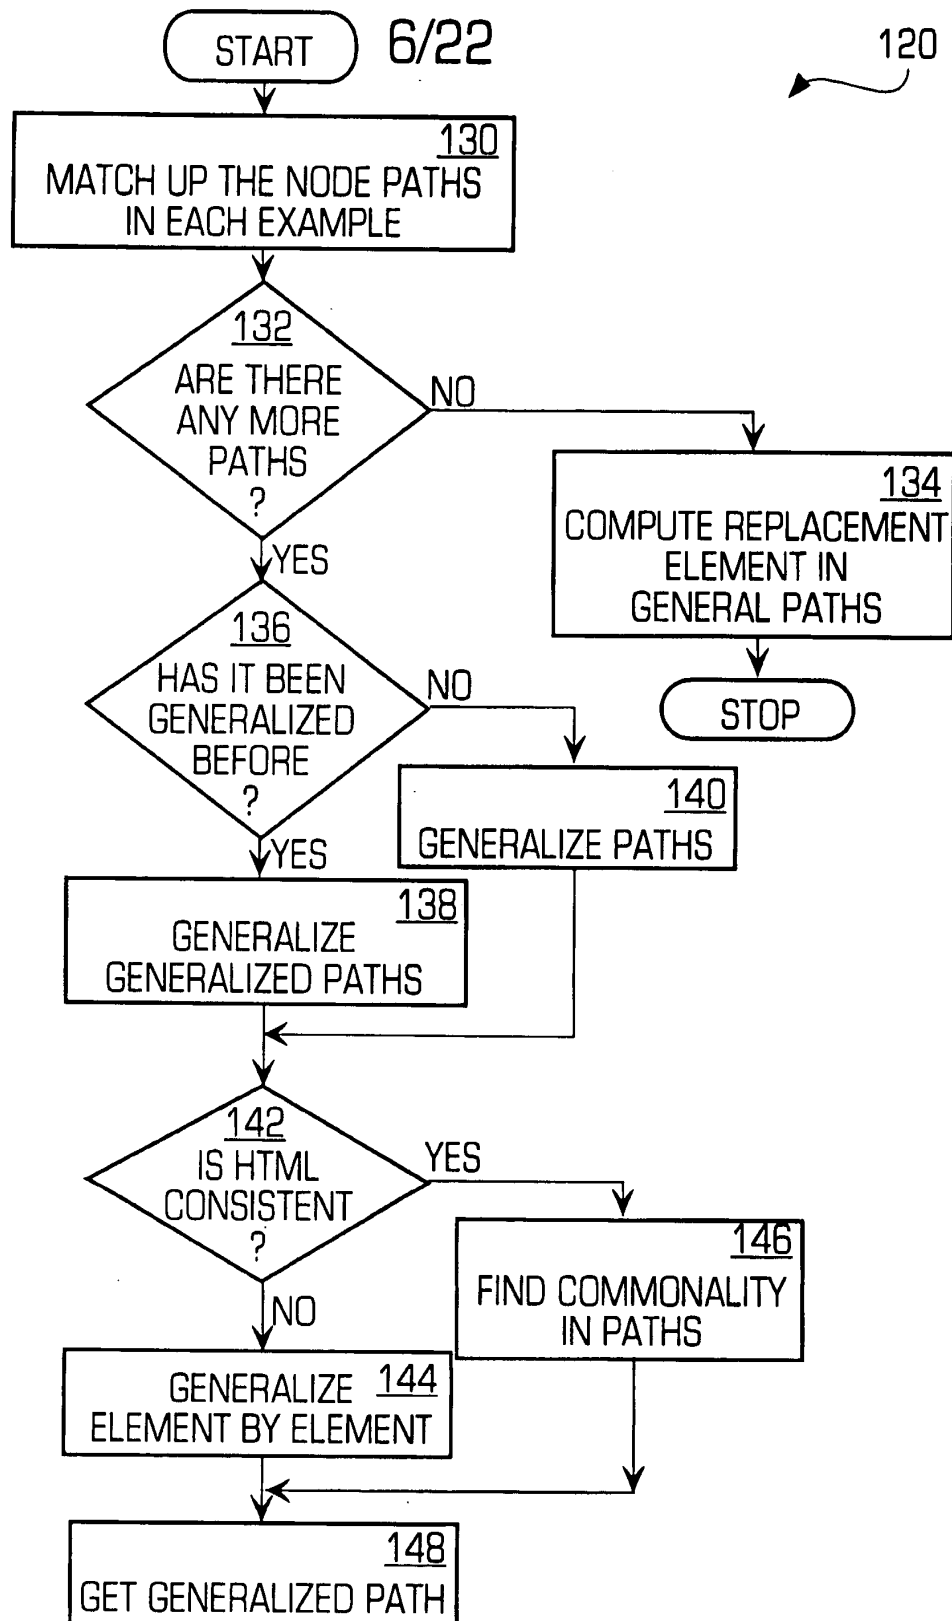 START
6/22
120
130
MATCH UP THE NODE PATHS
IN EACH EXAMPLE
132
ARE THERE
ANY MORE
PATHS
?
NO
YES
134
COMPUTE REPLACEMENT
ELEMENT IN
GENERAL PATHS
STOP
136
HAS IT BEEN
GENERALIZED
BEFORE
?
NO
YES
140
GENERALIZE PATHS
138
GENERALIZE
GENERALIZED PATHS
142
IS HTML
CONSISTENT
?
YES
NO
146
FIND COMMONALITY
IN PATHS
GENERALIZE 144
ELEMENT BY ELEMENT
148
GET GENERALIZED PATH